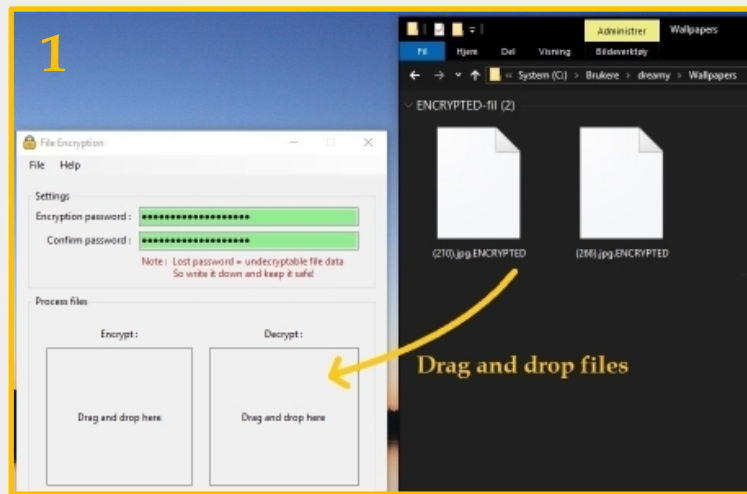 1
File Encryption
File Help
Settings
Encryption password :
Confirm password :
Note : Lost password = undecryptable file data
So write it down and keep it safe!
Process files
Encrypt :
Decrypt :
Drag and drop here
Drag and drop here
Administrer Wallpapers
Fil Hjem Del Visning Bildeverktøy
« System (C:) > Brukere > dreamy > Wallpapers
ENCRYPTED-fil (2)
(210).jpg.ENCRYPTED
(266).jpg.ENCRYPTED
Drag and drop files